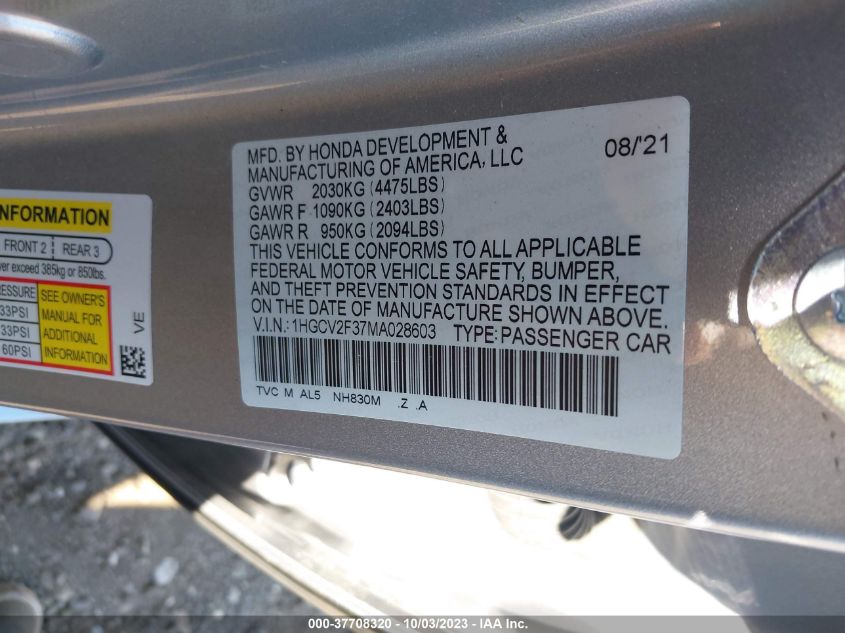 MFD. BY HONDA DEVELOPMENT & 08/'21
MANUFACTURING OF AMERICA, LLC
GVWR 2030KG (4475LBS)
GAWR F 1090KG (2403LBS)
GAWR R 950KG (2094LBS)
THIS VEHICLE CONFORMS TO ALL APPLICABLE
FEDERAL MOTOR VEHICLE SAFETY, BUMPER,
AND THEFT PREVENTION STANDARDS IN EFFECT
ON THE DATE OF MANUFACTURE SHOWN ABOVE.
V.I.N.: 1HGCV2F37MA028603 TYPE: PASSENGER CAR
TVC M AL5 NH830M .Z .A
NFORMATION
FRONT 2 REAR 3
exceed 385kg or 850lbs.
33PSI
33PSI
60PSI
SEE OWNER'S
MANUAL FOR
ADDITIONAL
INFORMATION
VE
000-37708320 - 10/03/2023 - IAA Inc.